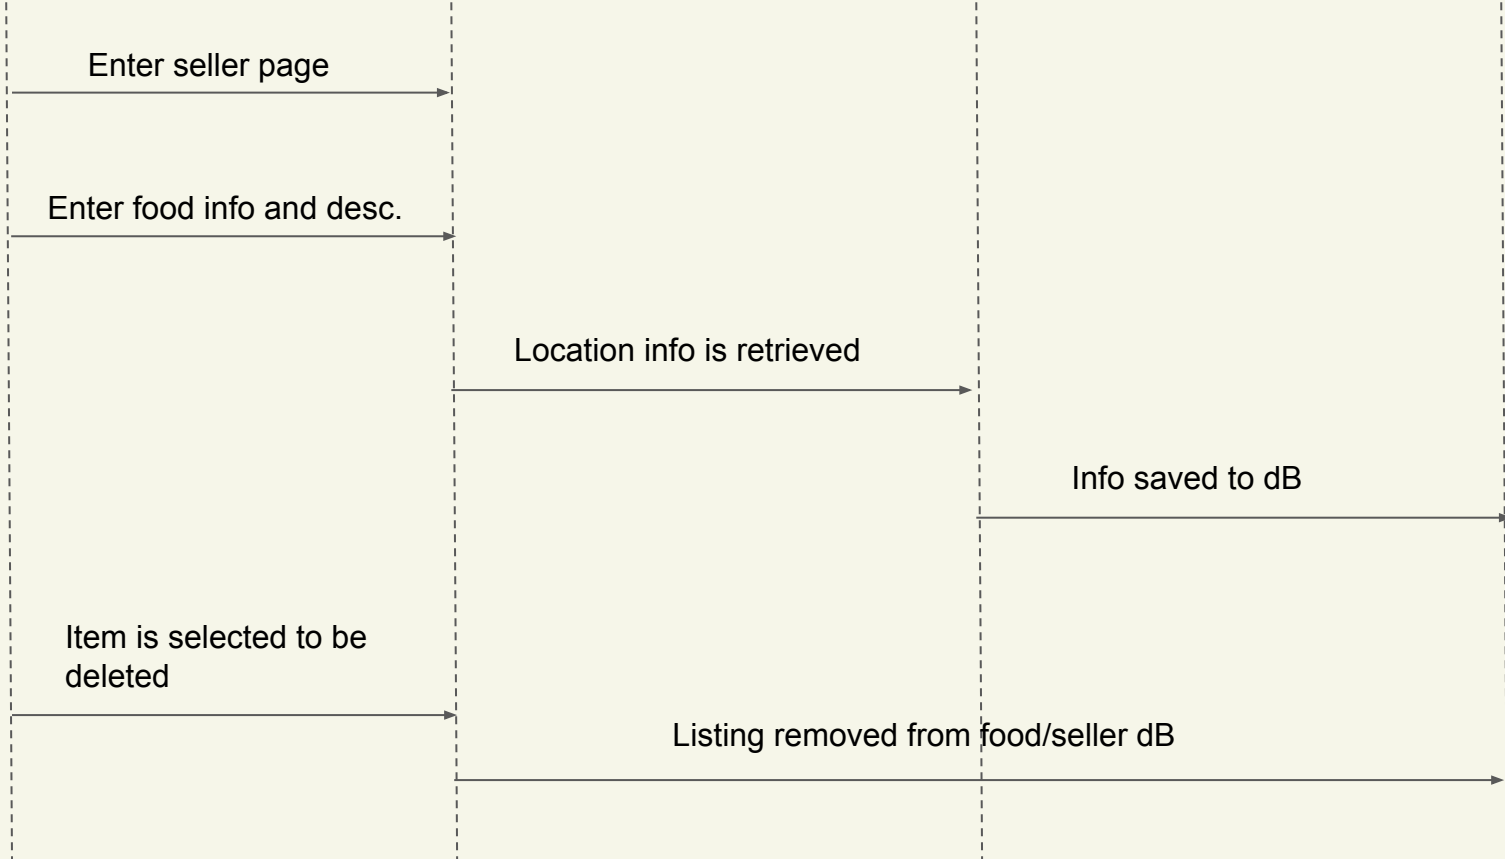 Enter seller page
Enter food info and desc.
Location info is retrieved
Info saved to dB
Item is selected to be
deleted
Listing removed from food/seller dB